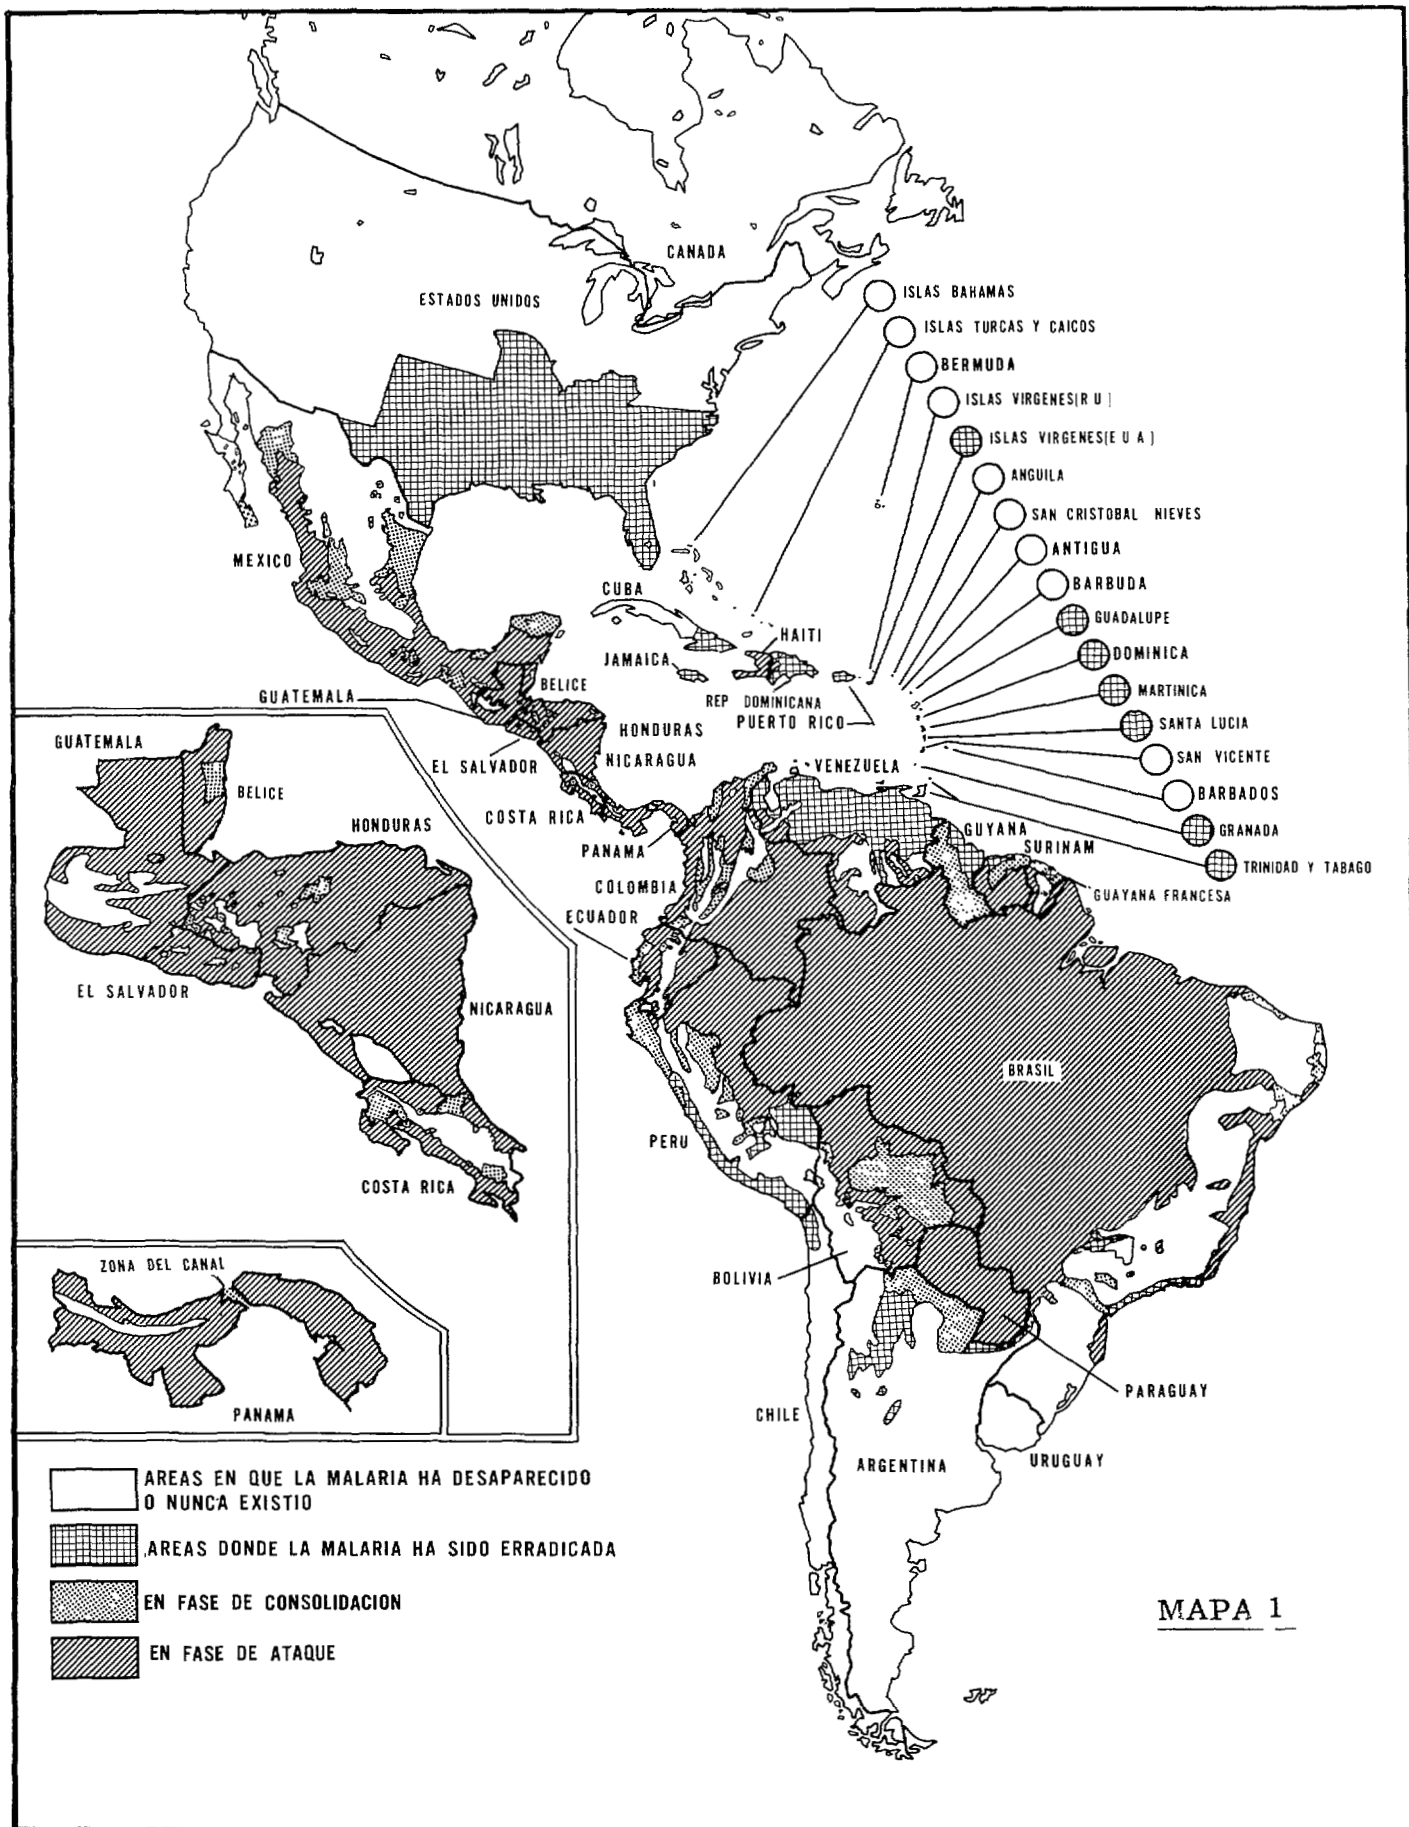 CANADA
ESTADOS UNIDOS
ISLAS BAHAMAS
ISLAS TURCAS Y CAICOS
BERMUDA
ISLAS VIRGENES[R U]
ISLAS VIRGENES[E U A]
ANGUILA
SAN CRISTOBAL NIEVES
ANTIGUA
BARBUDA
GUADALUPE
DOMINICA
MARTINICA
SANTA LUCIA
SAN VICENTE
BARBADOS
GRANADA
TRINIDAD Y TABAGO
MEXICO
CUBA
HAITI
JAMAICA
REP DOMINICANA
PUERTO RICO
BELICE
GUATEMALA
HONDURAS
NICARAGUA
EL SALVADOR
COSTA RICA
PANAMA
VENEZUELA
GUYANA
SURINAM
GUAYANA FRANCESA
COLOMBIA
ECUADOR
BRASIL
PERU
BOLIVIA
PARAGUAY
CHILE
ARGENTINA
URUGUAY
GUATEMALA
BELICE
HONDURAS
EL SALVADOR
NICARAGUA
COSTA RICA
ZONA DEL CANAL
PANAMA
AREAS EN QUE LA MALARIA HA DESAPARECIDO
O NUNCA EXISTIO
AREAS DONDE LA MALARIA HA SIDO ERRADICADA
EN FASE DE CONSOLIDACION
EN FASE DE ATAQUE
MAPA 1